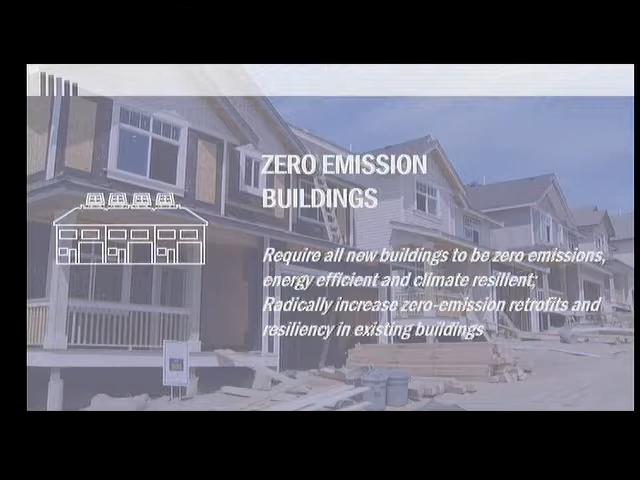 ZERO EMISSION
BUILDINGS
Require all new buildings to be zero emissions,
energy efficient and climate resilient;
Radically increase zero-emission retrofits and
resiliency in existing buildings